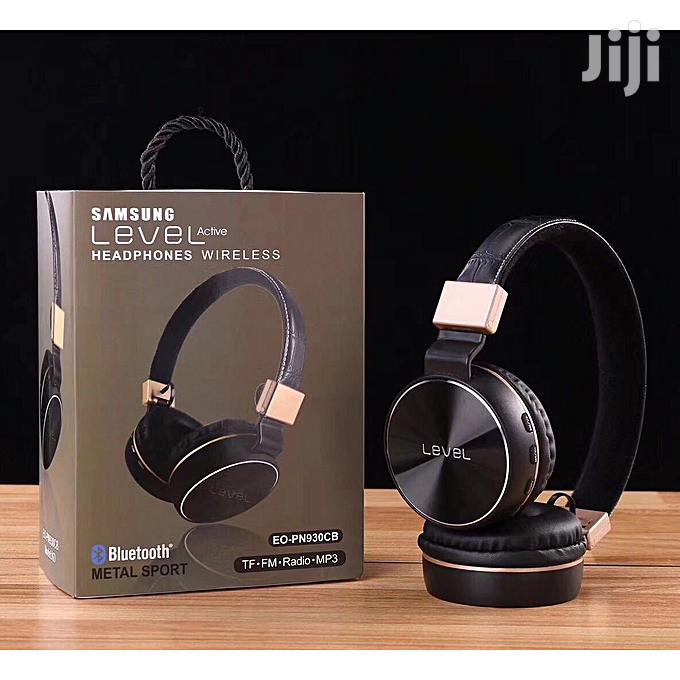 Jiji
SAMSUNG
LeveL Active
HEADPHONES WIRELESS
LeveL
LeveL
EO-PN930CB
Bluetooth®
METAL SPORT
TF·FM·Radio·MP3